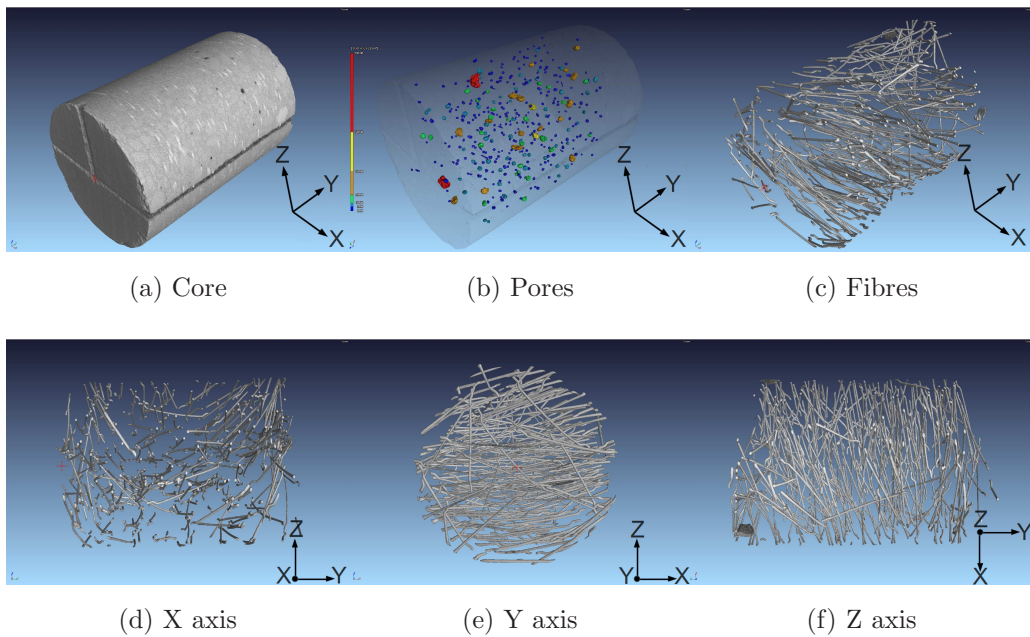 Z
Y
X
Z
Y
X
Z
Y
X
(a) Core
(b) Pores
(c) Fibres
Z
X
Y
Z
Y
X
Z
Y
X
(d) X axis
(e) Y axis
(f) Z axis